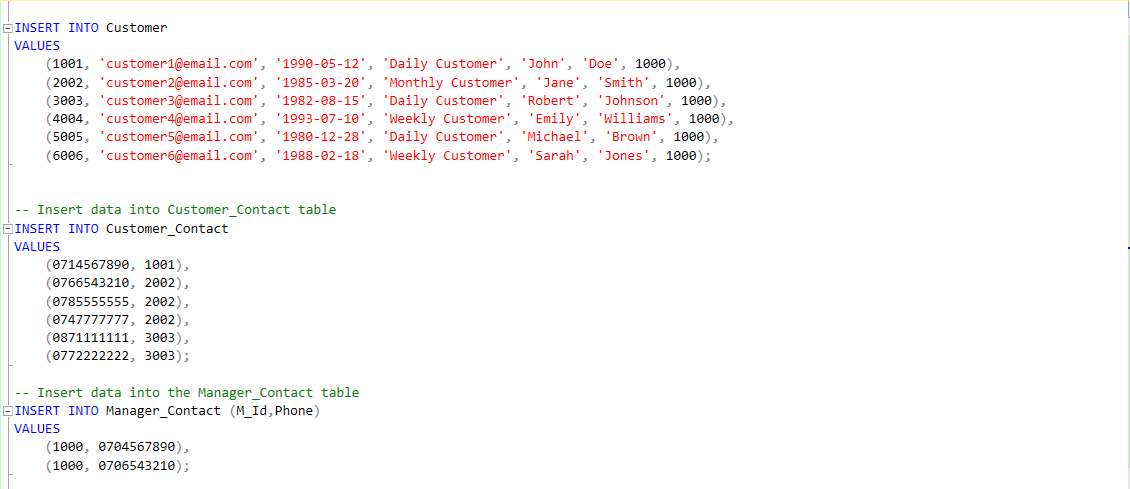 INSERT INTO Customer
VALUES
(1001, 'customer1@email.com', '1990-05-12', 'Daily Customer', 'John', 'Doe', 1000),
(2002, 'customer2@email.com', '1985-03-20', 'Monthly Customer', 'Jane', 'Smith', 1000),
(3003, 'customer3@email.com', '1982-08-15', 'Daily Customer', 'Robert', 'Johnson', 1000),
(4004, 'customer4@email.com', '1993-07-10', 'Weekly Customer', 'Emily', 'Williams', 1000),
(5005, 'customer5@email.com', '1980-12-28', 'Daily Customer', 'Michael', 'Brown', 1000),
(6006, 'customer6@email.com', '1988-02-18', 'Weekly Customer', 'Sarah', 'Jones', 1000);
-- Insert data into Customer_Contact table
INSERT INTO Customer_Contact
VALUES
(0714567890, 1001),
(0766543210, 2002),
(0785555555, 2002),
(0747777777, 2002),
(0871111111, 3003),
(0772222222, 3003);
-- Insert data into the Manager_Contact table
INSERT INTO Manager_Contact (M_Id,Phone)
VALUES
(1000, 0704567890),
(1000, 0706543210);